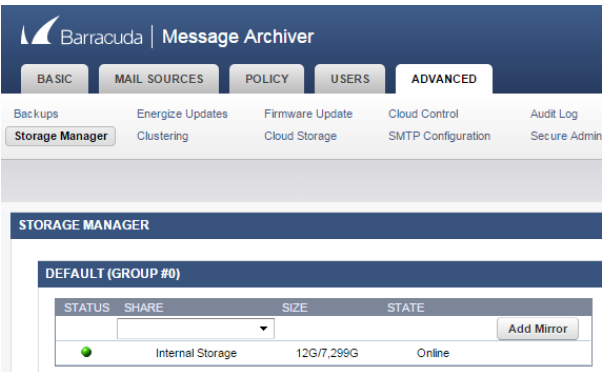 Barracuda | Message Archiver
BASIC MAIL SOURCES POLICY USERS ADVANCED
Backups Energize Updates Firmware Update Cloud Control Audit Log
Storage Manager Clustering Cloud Storage SMTP Configuration Secure Admin
STORAGE MANAGER
DEFAULT (GROUP #0)
STATUS SHARE SIZE STATE
Add Mirror
Internal Storage 12G/7,299G Online